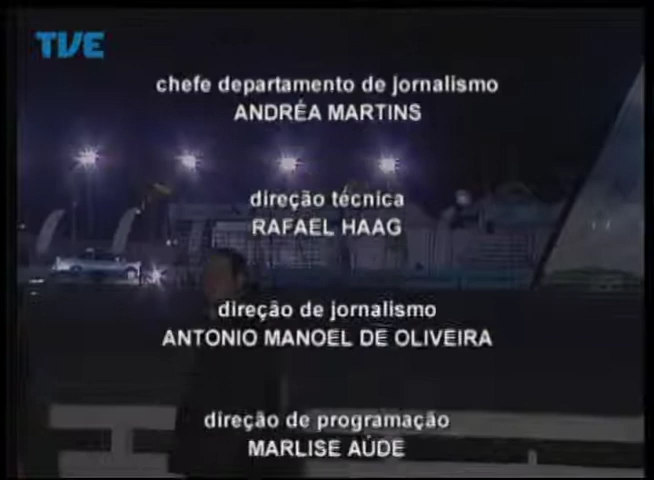 TVE
chefe departamento de jornalismo
ANDRÉA MARTINS
direção técnica
RAFAEL HAAG
direção de jornalismo
ANTONIO MANOEL DE OLIVEIRA
direção de programação
MARLISE AÚDE